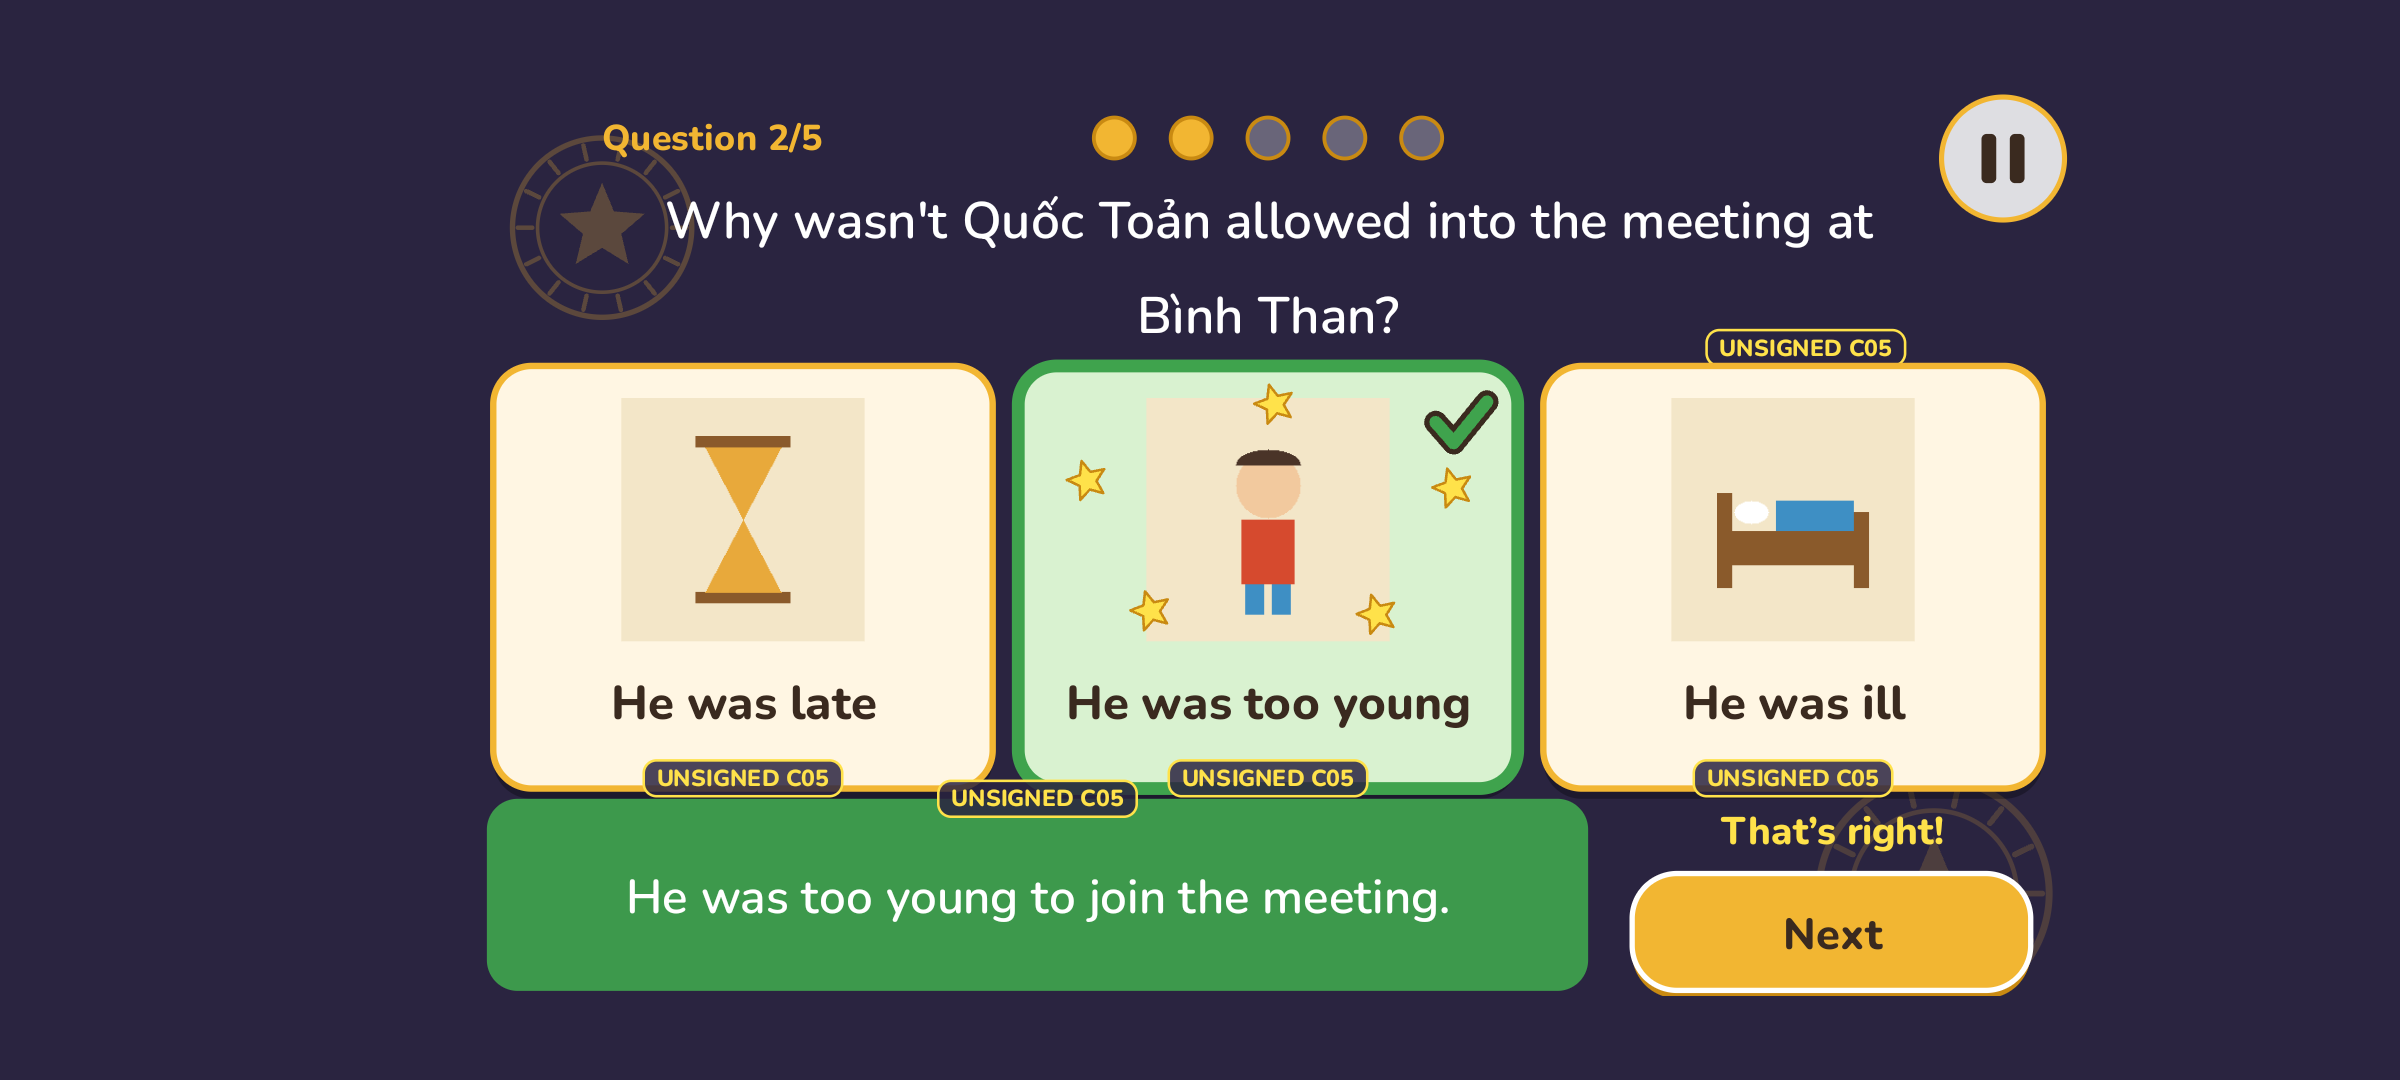 Question 2/5
Why wasn't Quốc Toản allowed into the meeting at
Bình Than?
UNSIGNED C05
He was late
He was too young
He was ill
UNSIGNED C05
UNSIGNED C05
UNSIGNED C05
UNSIGNED C05
He was too young to join the meeting.
That’s right!
Next